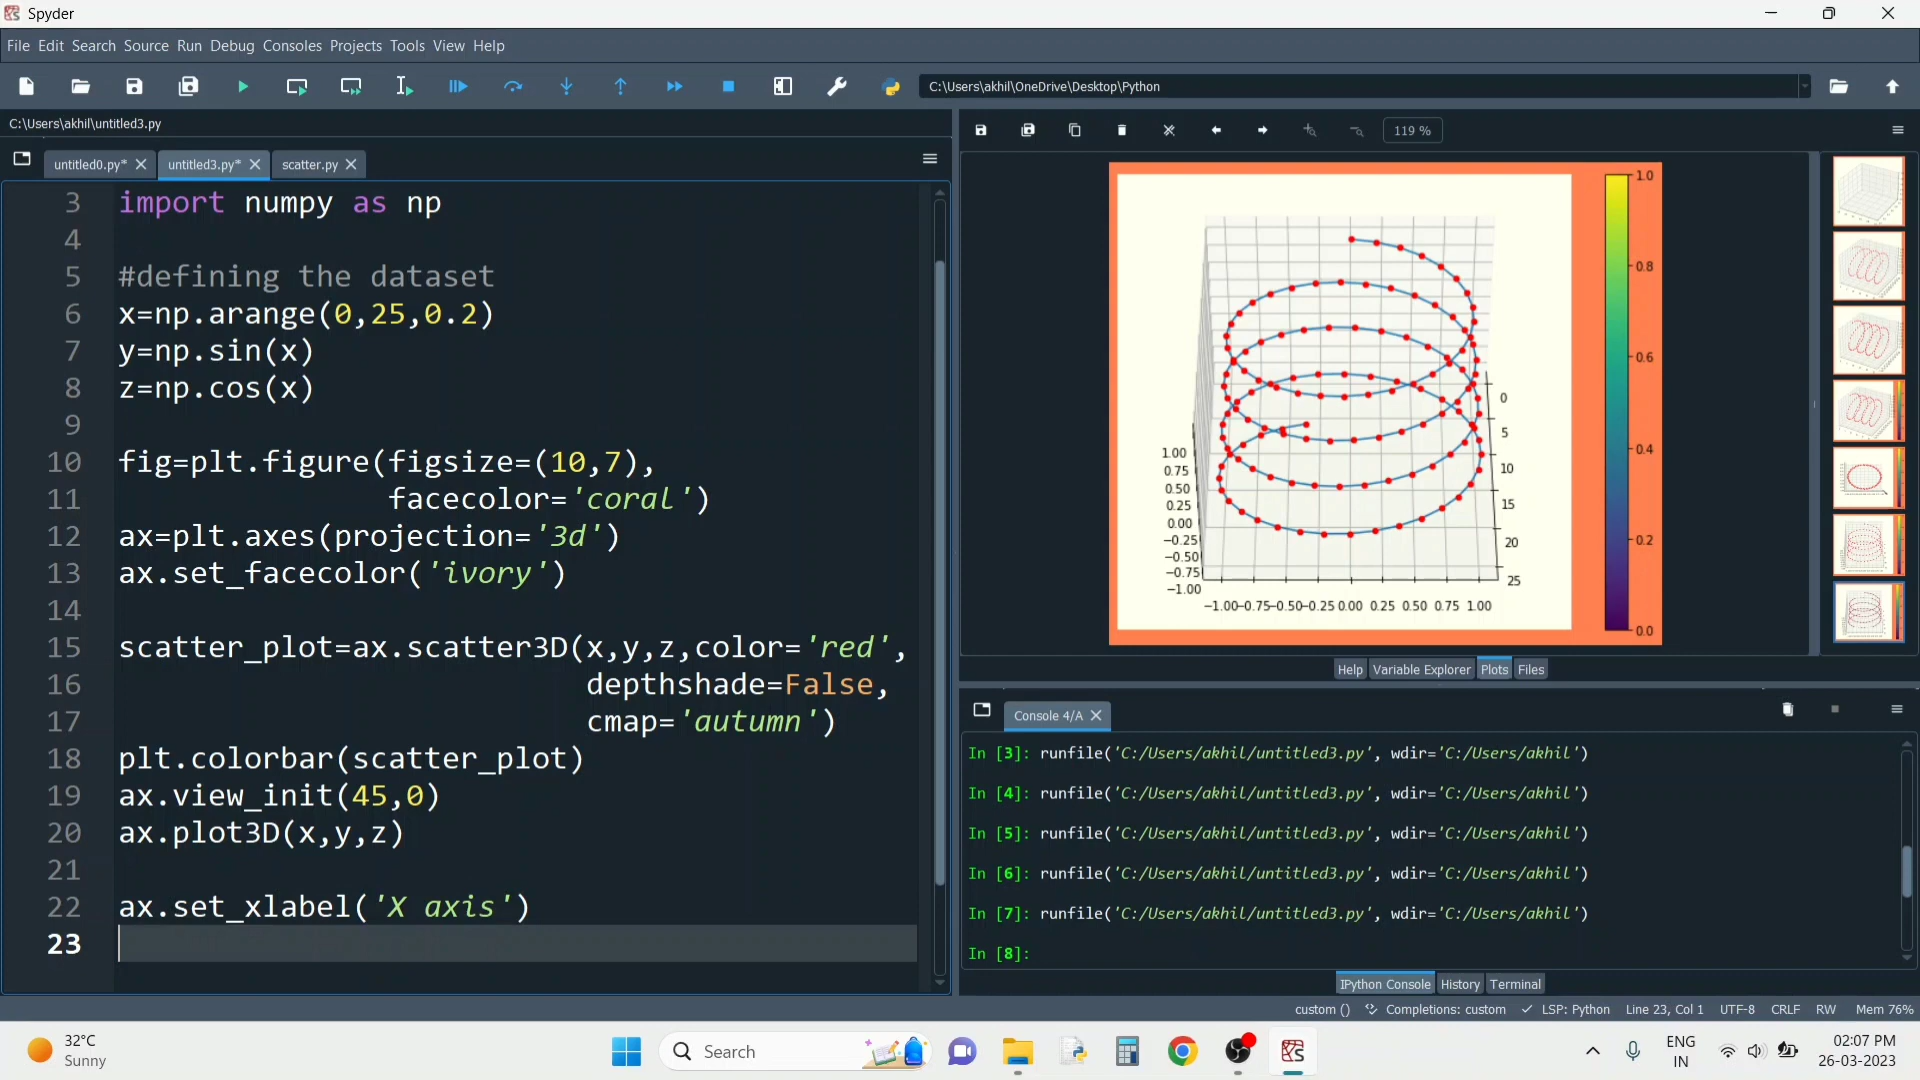 Spyder
File Edit Search Source Run Debug Consoles Projects Tools View Help
C:\Users\akhil\OneDrive\Desktop\Python
C:\Users\akhil\untitled3.py
untitled0.py*
untitled3.py*
scatter.py
3 import numpy as np
4
5 #defining the dataset
6 x=np.arange(0,25,0.2)
7 y=np.sin(x)
8 z=np.cos(x)
9
10 fig=plt.figure(figsize=(10,7),
11 facecolor='coral')
12 ax=plt.axes(projection='3d')
13 ax.set_facecolor('ivory')
14
15 scatter_plot=ax.scatter3D(x,y,z,color='red',
16 depthshade=False,
17 cmap='autumn')
18 plt.colorbar(scatter_plot)
19 ax.view_init(45,0)
20 ax.plot3D(x,y,z)
21
22 ax.set_xlabel('X axis')
23
119 %
1.0
0.8
0.6
0.4
0.2
0.0
1.00
0.75
0.50
0.25
0.00
−0.25
−0.50
−0.75
−1.00
0
5
10
15
20
25
−1.00−0.75−0.50−0.25 0.00 0.25 0.50 0.75 1.00
Help Variable Explorer Plots Files
Console 4/A
In [3]: runfile('C:/Users/akhil/untitled3.py', wdir='C:/Users/akhil')
In [4]: runfile('C:/Users/akhil/untitled3.py', wdir='C:/Users/akhil')
In [5]: runfile('C:/Users/akhil/untitled3.py', wdir='C:/Users/akhil')
In [6]: runfile('C:/Users/akhil/untitled3.py', wdir='C:/Users/akhil')
In [7]: runfile('C:/Users/akhil/untitled3.py', wdir='C:/Users/akhil')
In [8]:
IPython Console History Terminal
custom () Completions: custom LSP: Python Line 23, Col 1 UTF-8 CRLF RW Mem 76%
32°C
Sunny
Search
ENG
IN
02:07 PM
26-03-2023